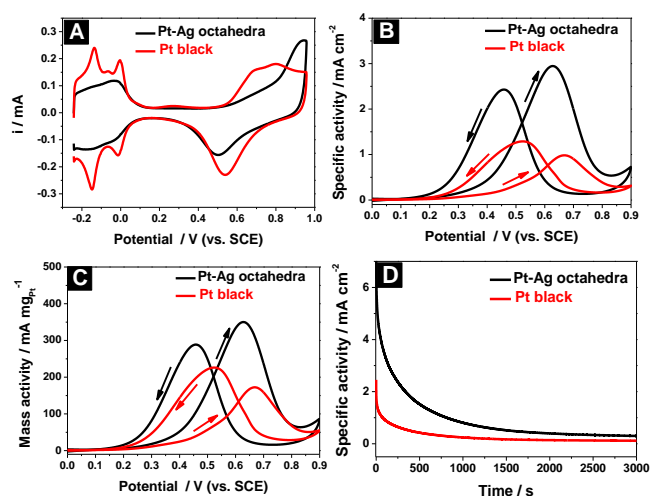 A
Pt-Ag octahedra
Pt black
0.3
0.2
0.1
0.0
0.1
0.2
0.3
i / mA
-0.2 0.0 0.2 0.4 0.6 0.8 1.0
Potential / V (vs. SCE)
B
Pt-Ag octahedra
Pt black
4
3
2
1
0
Specific activity / mA cm⁻²
0.0 0.1 0.2 0.3 0.4 0.5 0.6 0.7 0.8 0.9
Potential / V (vs. SCE)
C
Pt-Ag octahedra
Pt black
500
400
300
200
100
0
Mass activity / mA mg_Pt⁻¹
0.0 0.1 0.2 0.3 0.4 0.5 0.6 0.7 0.8 0.9
Potential / V (vs. SCE)
D
Pt-Ag octahedra
Pt black
6
4
2
0
Specific activity / mA cm⁻²
0 500 1000 1500 2000 2500 3000
Time / s